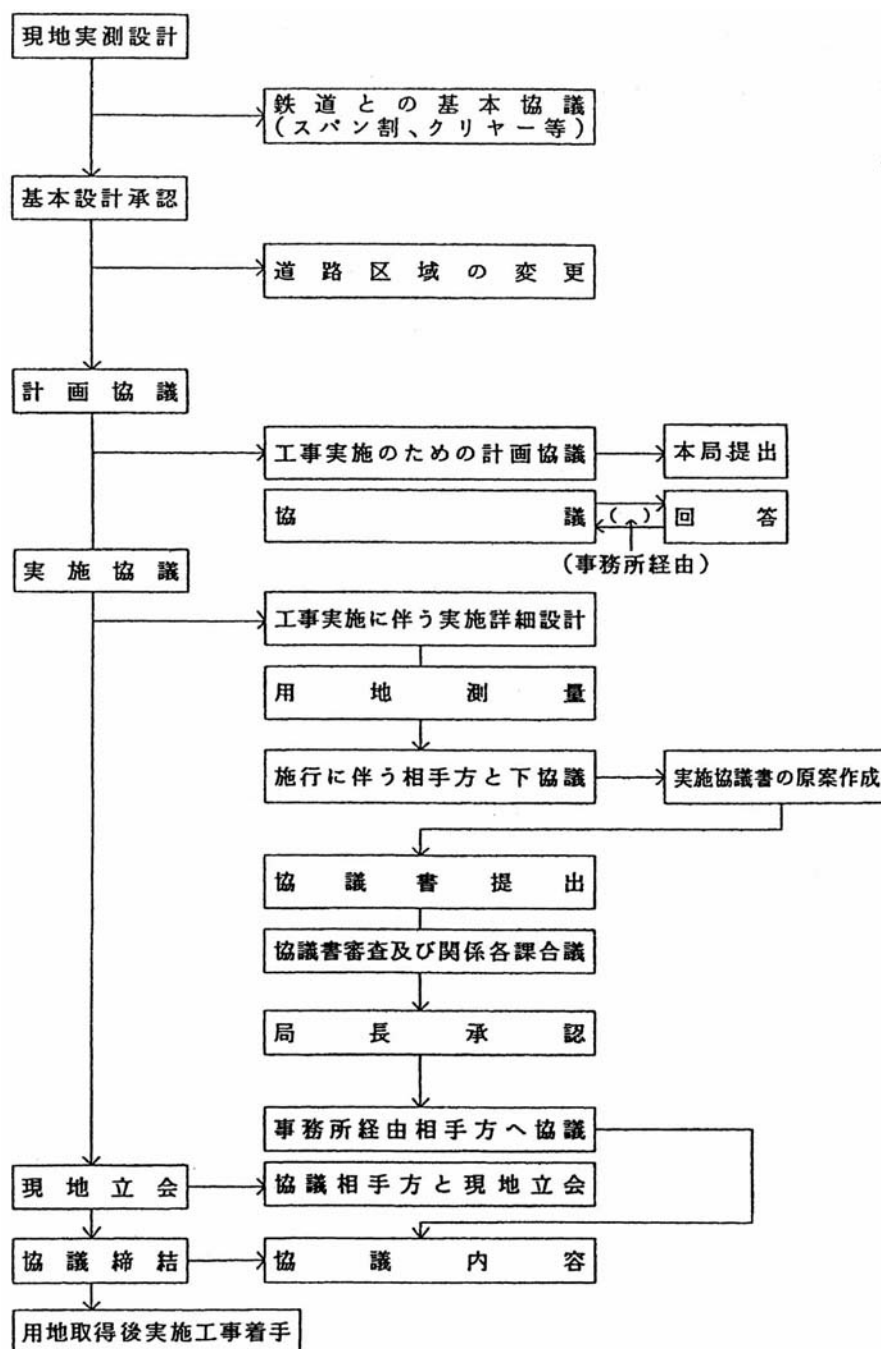 現地実測設計
鉄道との基本協議
(スパン割、クリヤー等)
基本設計承認
道路区域の変更
計画協議
工事実施のための計画協議
本局提出
協議
( )
回答
(事務所経由)
実施協議
工事実施に伴う実施詳細設計
用地測量
施行に伴う相手方と下協議
実施協議書の原案作成
協議書提出
協議書審査及び関係各課合議
局長承認
事務所経由相手方へ協議
現地立会
協議相手方と現地立会
協議締結
協議内容
用地取得後実施工事着手